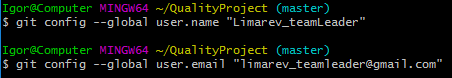 Igor@Computer MINGW64 ~/QualityProject (master)
$ git config --global user.name "Limarev_teamLeader"
Igor@Computer MINGW64 ~/QualityProject (master)
$ git config --global user.email "limarev_teamleader@gmail.com"